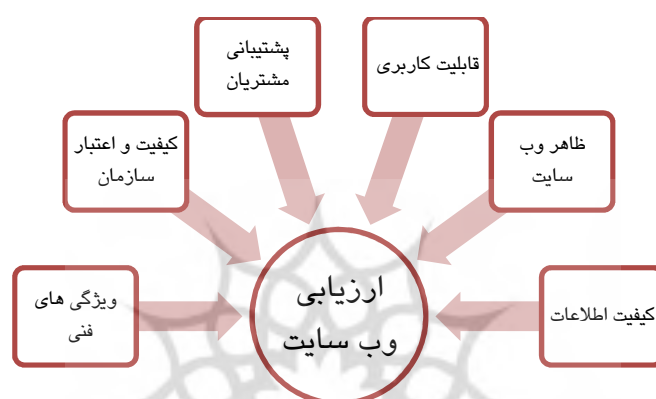 پشتیبانی
مشتریان
قابلیت کاربری
کیفیت و اعتبار
سازمان
ظاهر وب
سایت
ویژگی های
فنی
ارزیابی
وب سایت
کیفیت اطلاعات